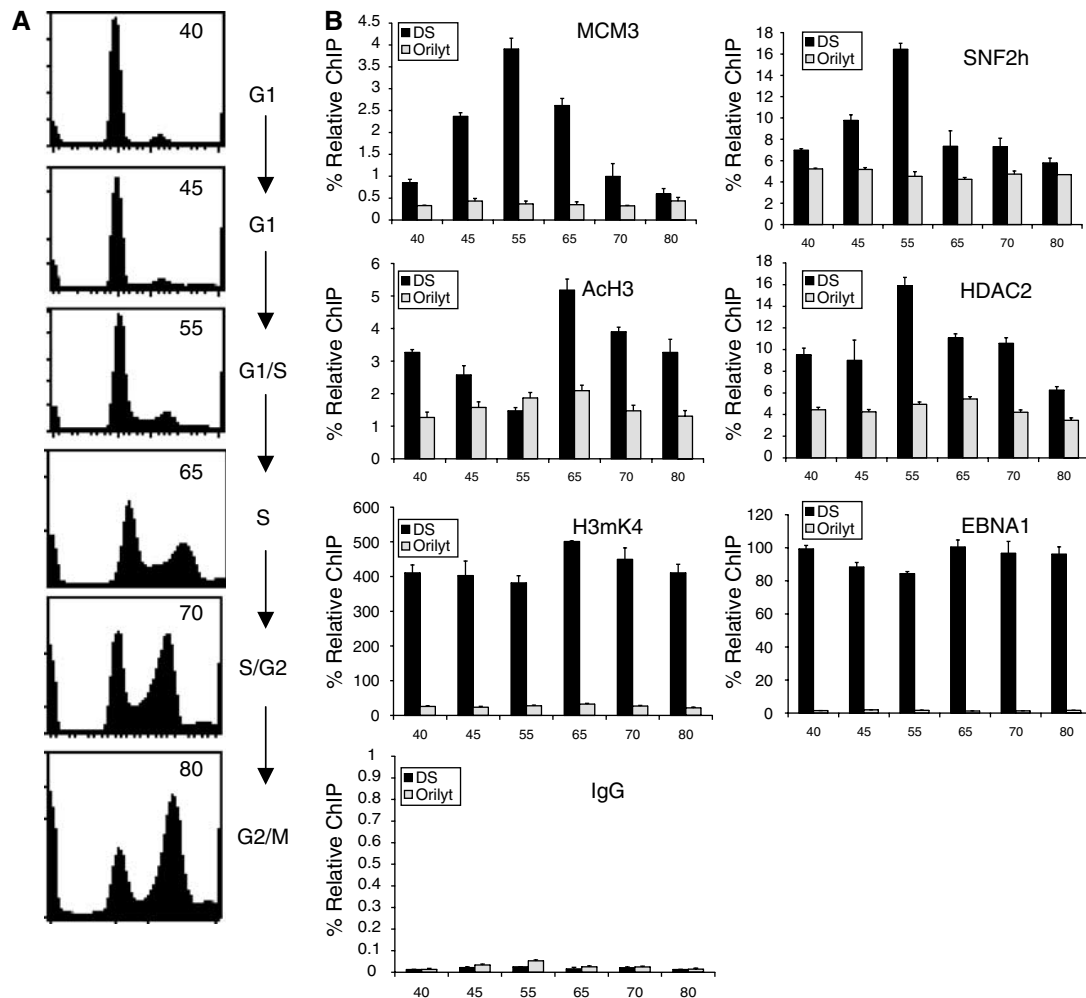 A
40
G1
45
G1
55
G1/S
65
S
70
S/G2
80
G2/M
B
MCM3
DS
Orilyt
% Relative ChIP
4.5
4
3.5
3
2.5
2
1.5
1
0.5
0
40 45 55 65 70 80
SNF2h
DS
Orilyt
% Relative ChIP
18
16
14
12
10
8
6
4
2
0
40 45 55 65 70 80
AcH3
DS
Orilyt
% Relative ChIP
6
5
4
3
2
1
0
40 45 55 65 70 80
HDAC2
DS
Orilyt
% Relative ChIP
18
16
14
12
10
8
6
4
2
0
40 45 55 65 70 80
H3mK4
DS
Orilyt
% Relative ChIP
600
500
400
300
200
100
0
40 45 55 65 70 80
EBNA1
DS
Orilyt
% Relative ChIP
120
100
80
60
40
20
0
40 45 55 65 70 80
IgG
DS
Orilyt
% Relative ChIP
1
0.9
0.8
0.7
0.6
0.5
0.4
0.3
0.2
0.1
0
40 45 55 65 70 80